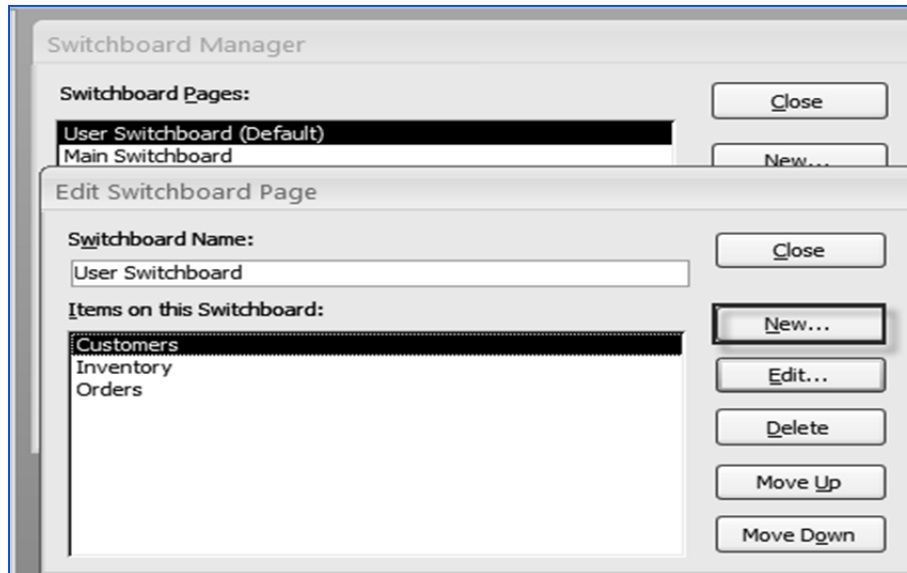 Switchboard Manager
Switchboard Pages:
Close
User Switchboard (Default)
Main Switchboard
New...
Edit Switchboard Page
Switchboard Name:
Close
User Switchboard
Items on this Switchboard:
New...
Customers
Inventory
Edit...
Orders
Delete
Move Up
Move Down